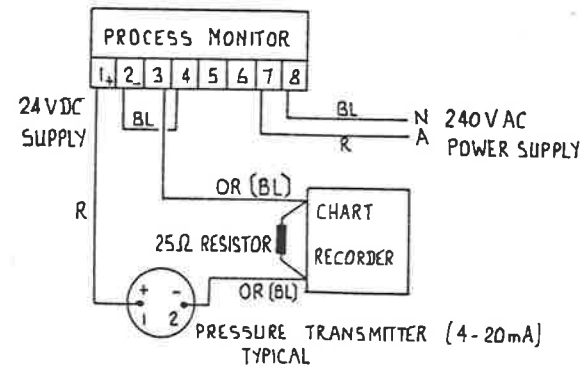 PROCESS MONITOR
1+ 2- 3 4 5 6 7 8
24VDC
SUPPLY
BL
BL
N
240VAC
R
A
POWER SUPPLY
OR (BL)
R
CHART
25Ω RESISTOR
RECORDER
OR (BL)
+ -
1 2
PRESSURE TRANSMITTER (4-20mA)
TYPICAL